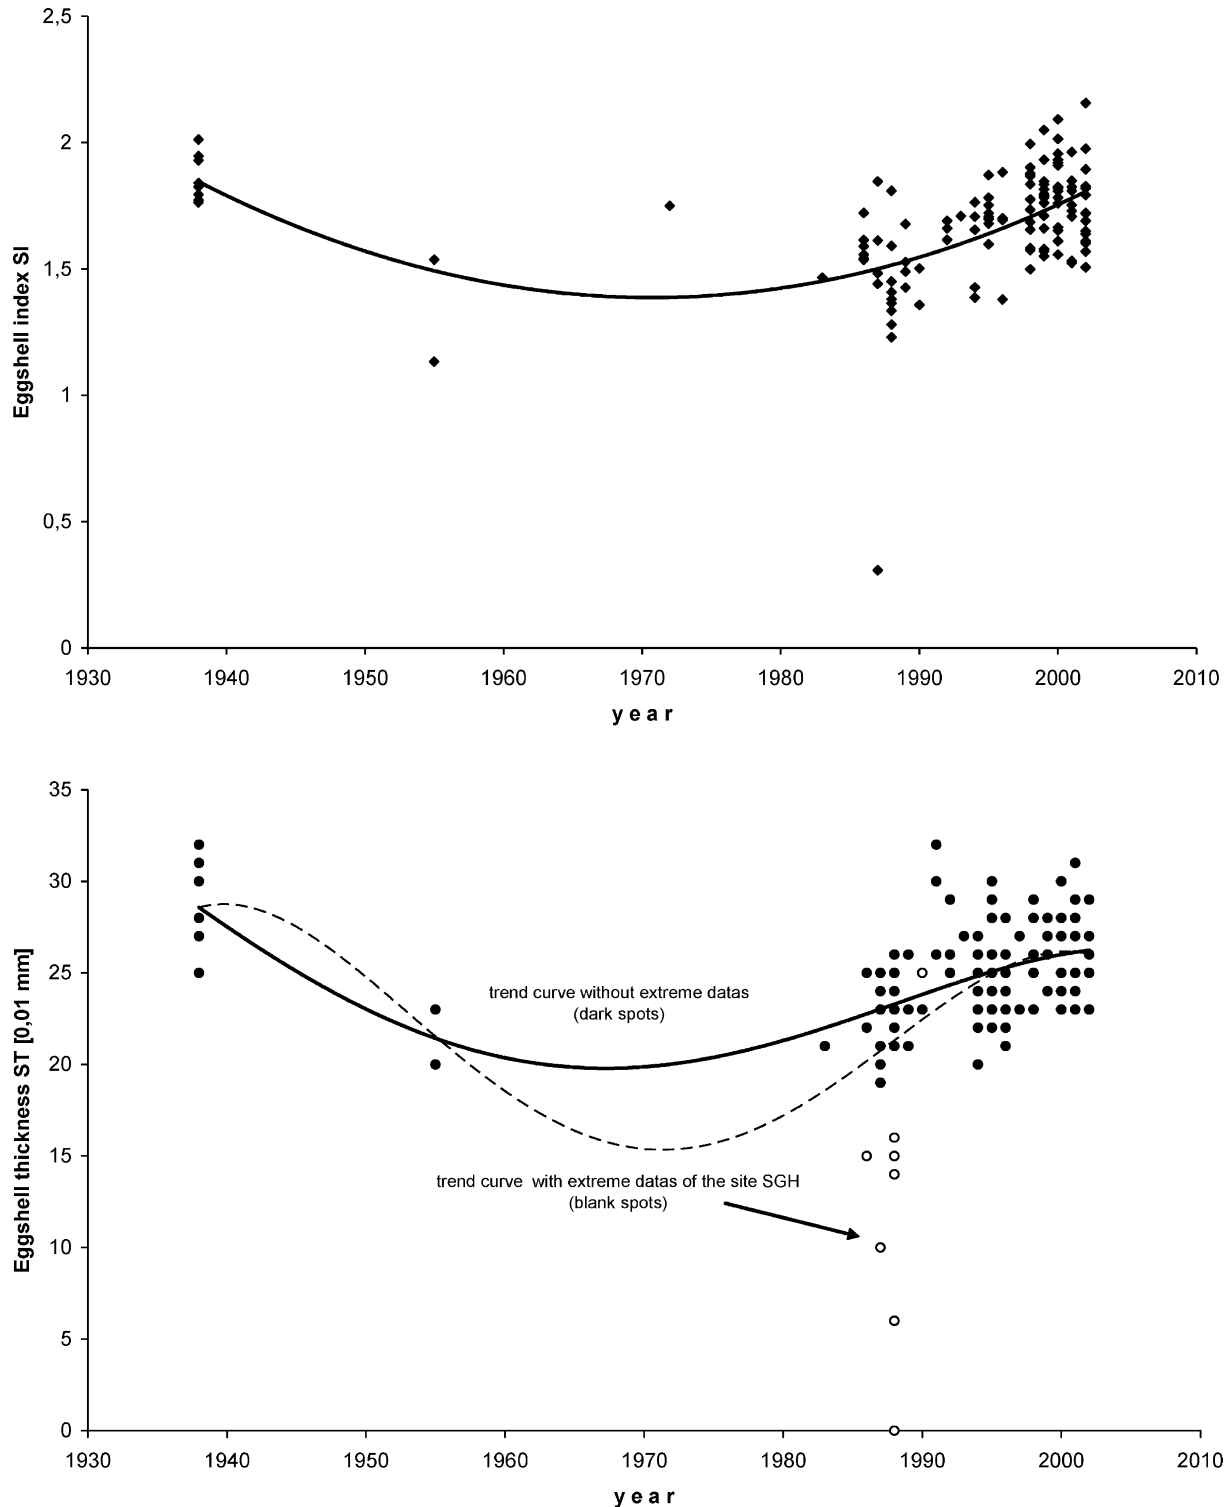 2,5
2
1,5
1
0,5
0
Eggshell index SI
1930 1940 1950 1960 1970 1980 1990 2000 2010
year
35
30
25
20
15
10
5
0
Eggshell thickness ST [0,01 mm]
trend curve without extreme datas
(dark spots)
trend curve with extreme datas of the site SGH
(blank spots)
1930 1940 1950 1960 1970 1980 1990 2000 2010
year